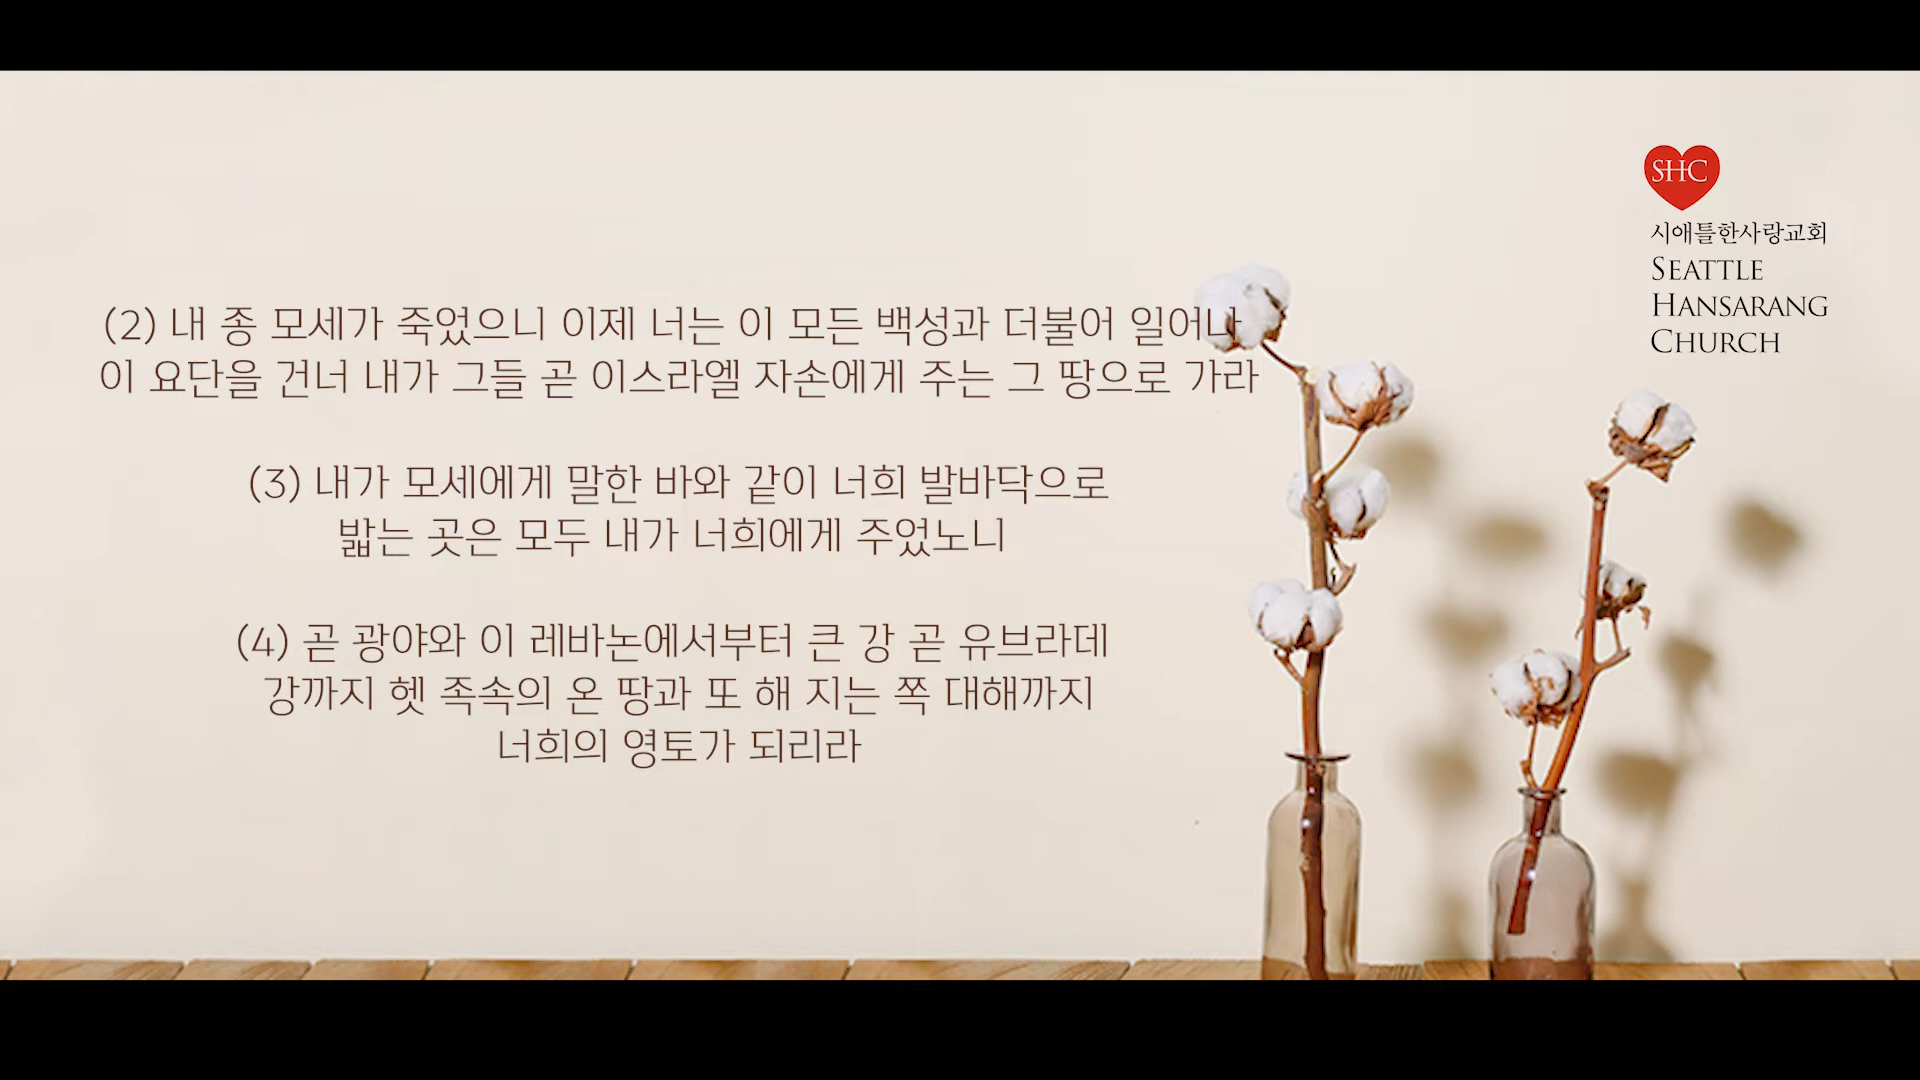 (2) 내 종 모세가 죽었으니 이제 너는 이 모든 백성과 더불어 일어나
이 요단을 건너 내가 그들 곧 이스라엘 자손에게 주는 그 땅으로 가라
(3) 내가 모세에게 말한 바와 같이 너희 발바닥으로
밟는 곳은 모두 내가 너희에게 주었노니
(4) 곧 광야와 이 레바논에서부터 큰 강 곧 유브라데
강까지 헷 족속의 온 땅과 또 해 지는 쪽 대해까지
너희의 영토가 되리라
SHC
시애틀한사랑교회
SEATTLE
HANSARANG
CHURCH